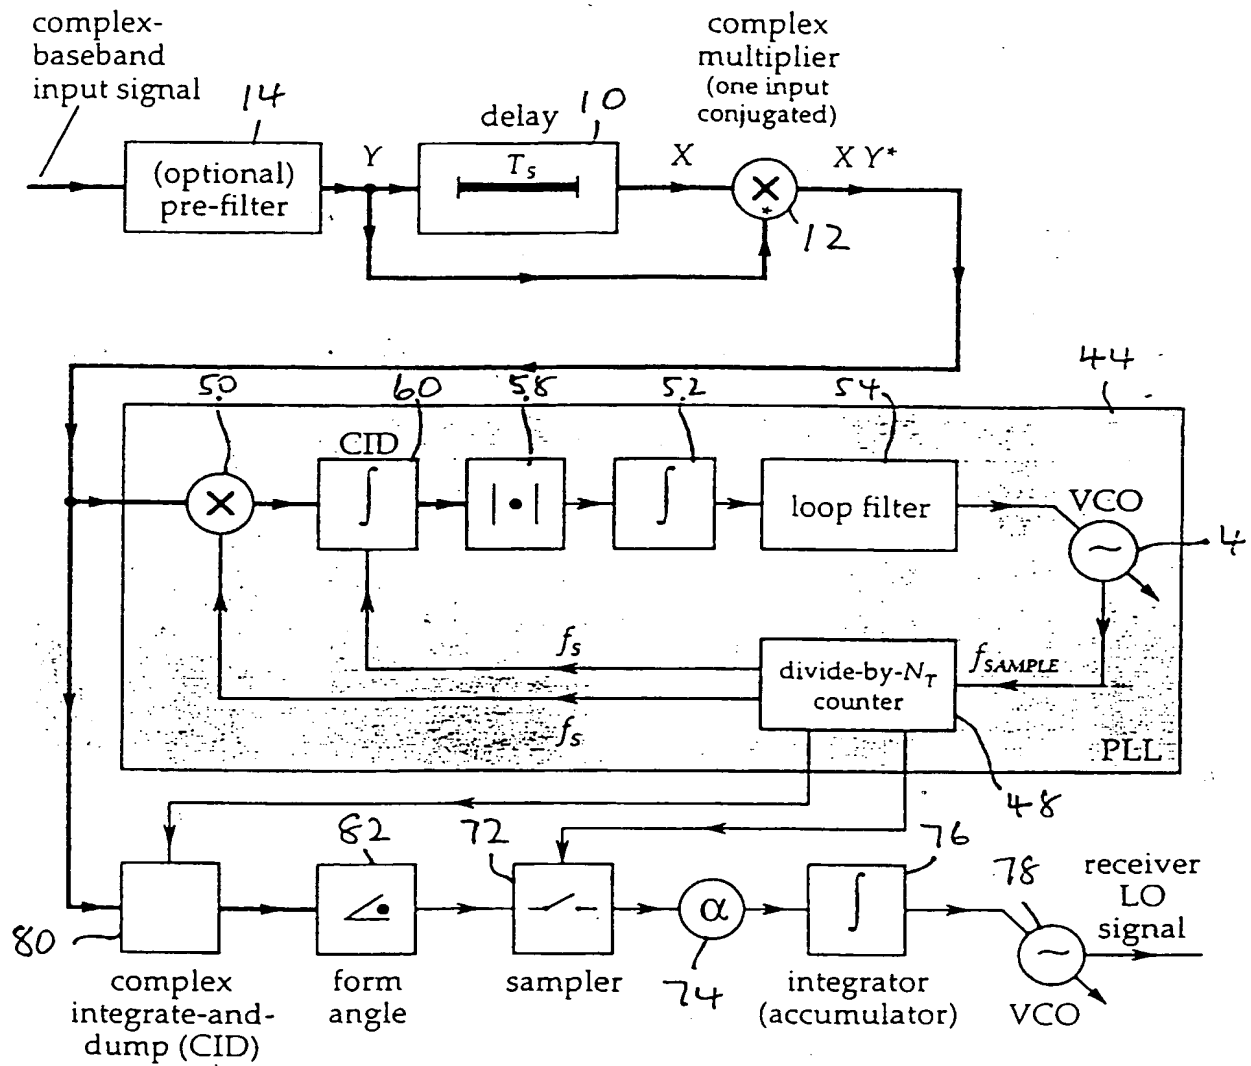 complex-
baseband
input signal
14
(optional)
pre-filter
Y
delay
10
Ts
X
complex
multiplier
(one input
conjugated)
×
*
12
X Y*
44
50
60
58
52
54
CID
×
∫
|•|
∫
loop filter
VCO
~
4
fs
fs
divide-by-NT
counter
fSAMPLE
PLL
48
80
complex
integrate-and-
dump (CID)
82
form
angle
72
sampler
α
74
76
∫
integrator
(accumulator)
78
~
VCO
receiver
LO
signal